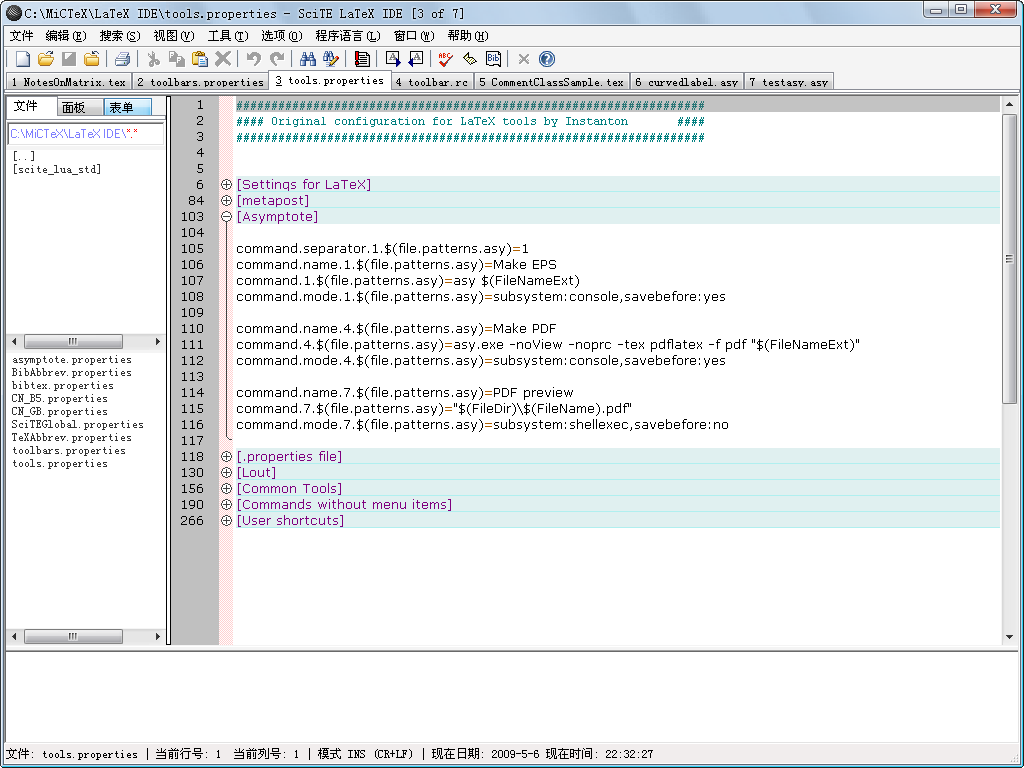 C:\MiCTeX\LaTeX IDE\tools.properties - SciTE LaTeX IDE [3 of 7]
文件 编辑(E) 搜索(S) 视图(V) 工具(T) 选项(O) 程序语言(L) 窗口(W) 帮助(H)
1 NotesOnMatrix.tex 2 toolbars.properties 3 tools.properties 4 toolbar.rc 5 CommentClassSample.tex 6 curvedlabel.asy 7 testasy.asy
文件 面板 表单
C:\MiCTeX\LaTeX IDE\*.*
[..]
[scite_lua_std]
asymptote.properties
BibAbbrev.properties
bibtex.properties
CN_B5.properties
CN_GB.properties
SciTEGlobal.properties
TeXAbbrev.properties
toolbars.properties
tools.properties
1 ####################################################################
2 #### Original configuration for LaTeX tools by Instanton       ####
3 ####################################################################
4
5
6 [Settings for LaTeX]
84 [metapost]
103 [Asymptote]
104
105 command.separator.1.$(file.patterns.asy)=1
106 command.name.1.$(file.patterns.asy)=Make EPS
107 command.1.$(file.patterns.asy)=asy $(FileNameExt)
108 command.mode.1.$(file.patterns.asy)=subsystem:console,savebefore:yes
109
110 command.name.4.$(file.patterns.asy)=Make PDF
111 command.4.$(file.patterns.asy)=asy.exe -noView -noprc -tex pdflatex -f pdf "$(FileNameExt)"
112 command.mode.4.$(file.patterns.asy)=subsystem:console,savebefore:yes
113
114 command.name.7.$(file.patterns.asy)=PDF preview
115 command.7.$(file.patterns.asy)="$(FileDir)\$(FileName).pdf"
116 command.mode.7.$(file.patterns.asy)=subsystem:shellexec,savebefore:no
117
118 [.properties file]
130 [Lout]
156 [Common Tools]
190 [Commands without menu items]
266 [User shortcuts]
文件: tools.properties | 当前行号: 1 当前列号: 1 | 模式 INS (CR+LF) | 现在日期: 2009-5-6 现在时间: 22:32:27